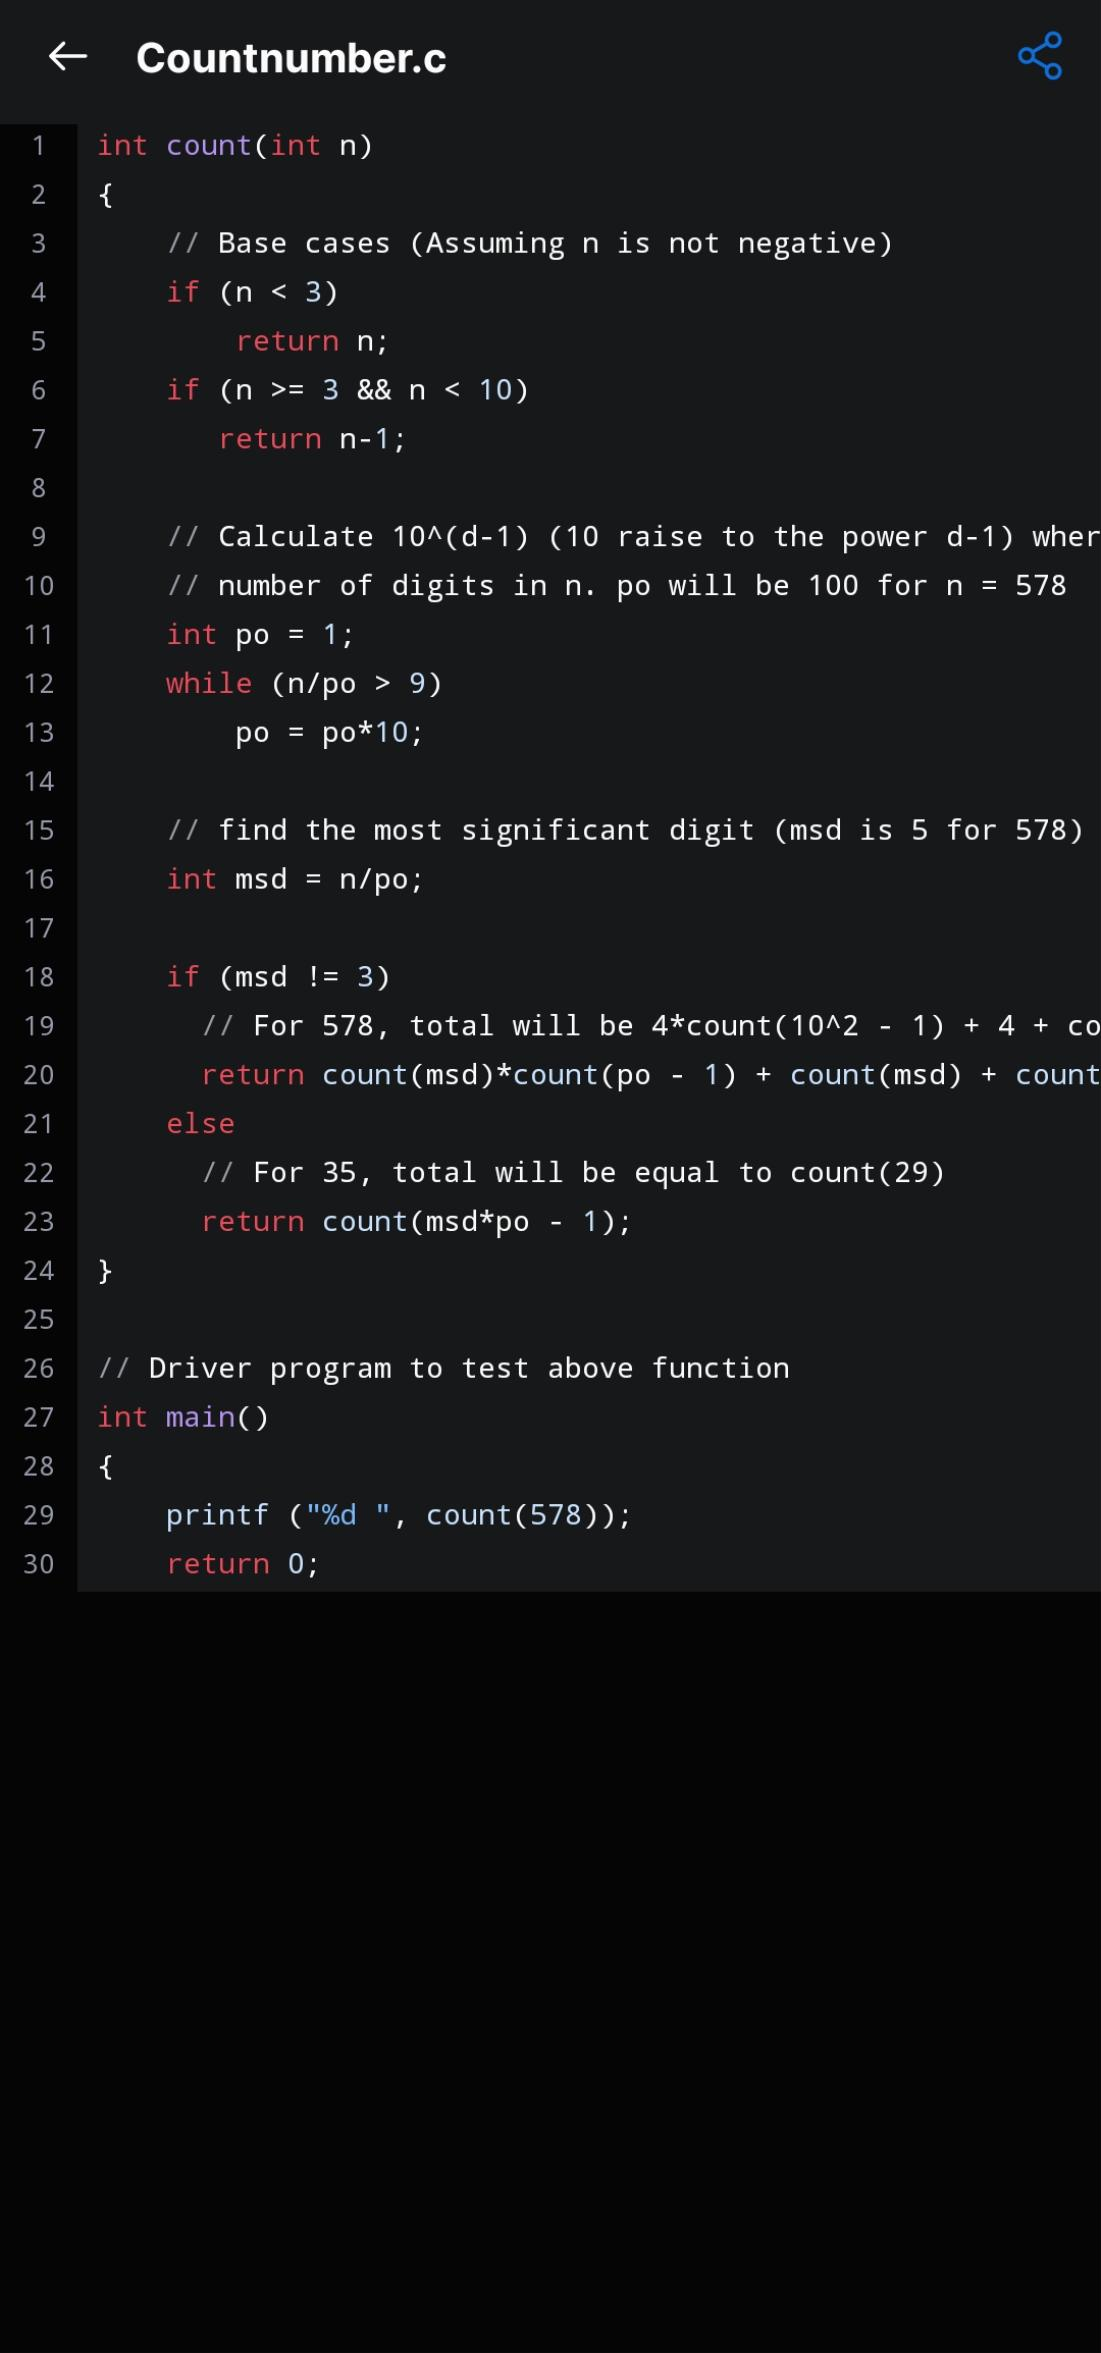 Countnumber.c
1 int count(int n)
2 {
3 // Base cases (Assuming n is not negative)
4 if (n < 3)
5 return n;
6 if (n >= 3 && n < 10)
7 return n-1;
8
9 // Calculate 10^(d-1) (10 raise to the power d-1) wher
10 // number of digits in n. po will be 100 for n = 578
11 int po = 1;
12 while (n/po > 9)
13 po = po*10;
14
15 // find the most significant digit (msd is 5 for 578)
16 int msd = n/po;
17
18 if (msd != 3)
19 // For 578, total will be 4*count(10^2 - 1) + 4 + co
20 return count(msd)*count(po - 1) + count(msd) + count
21 else
22 // For 35, total will be equal to count(29)
23 return count(msd*po - 1);
24 }
25
26 // Driver program to test above function
27 int main()
28 {
29 printf ("%d ", count(578));
30 return 0;